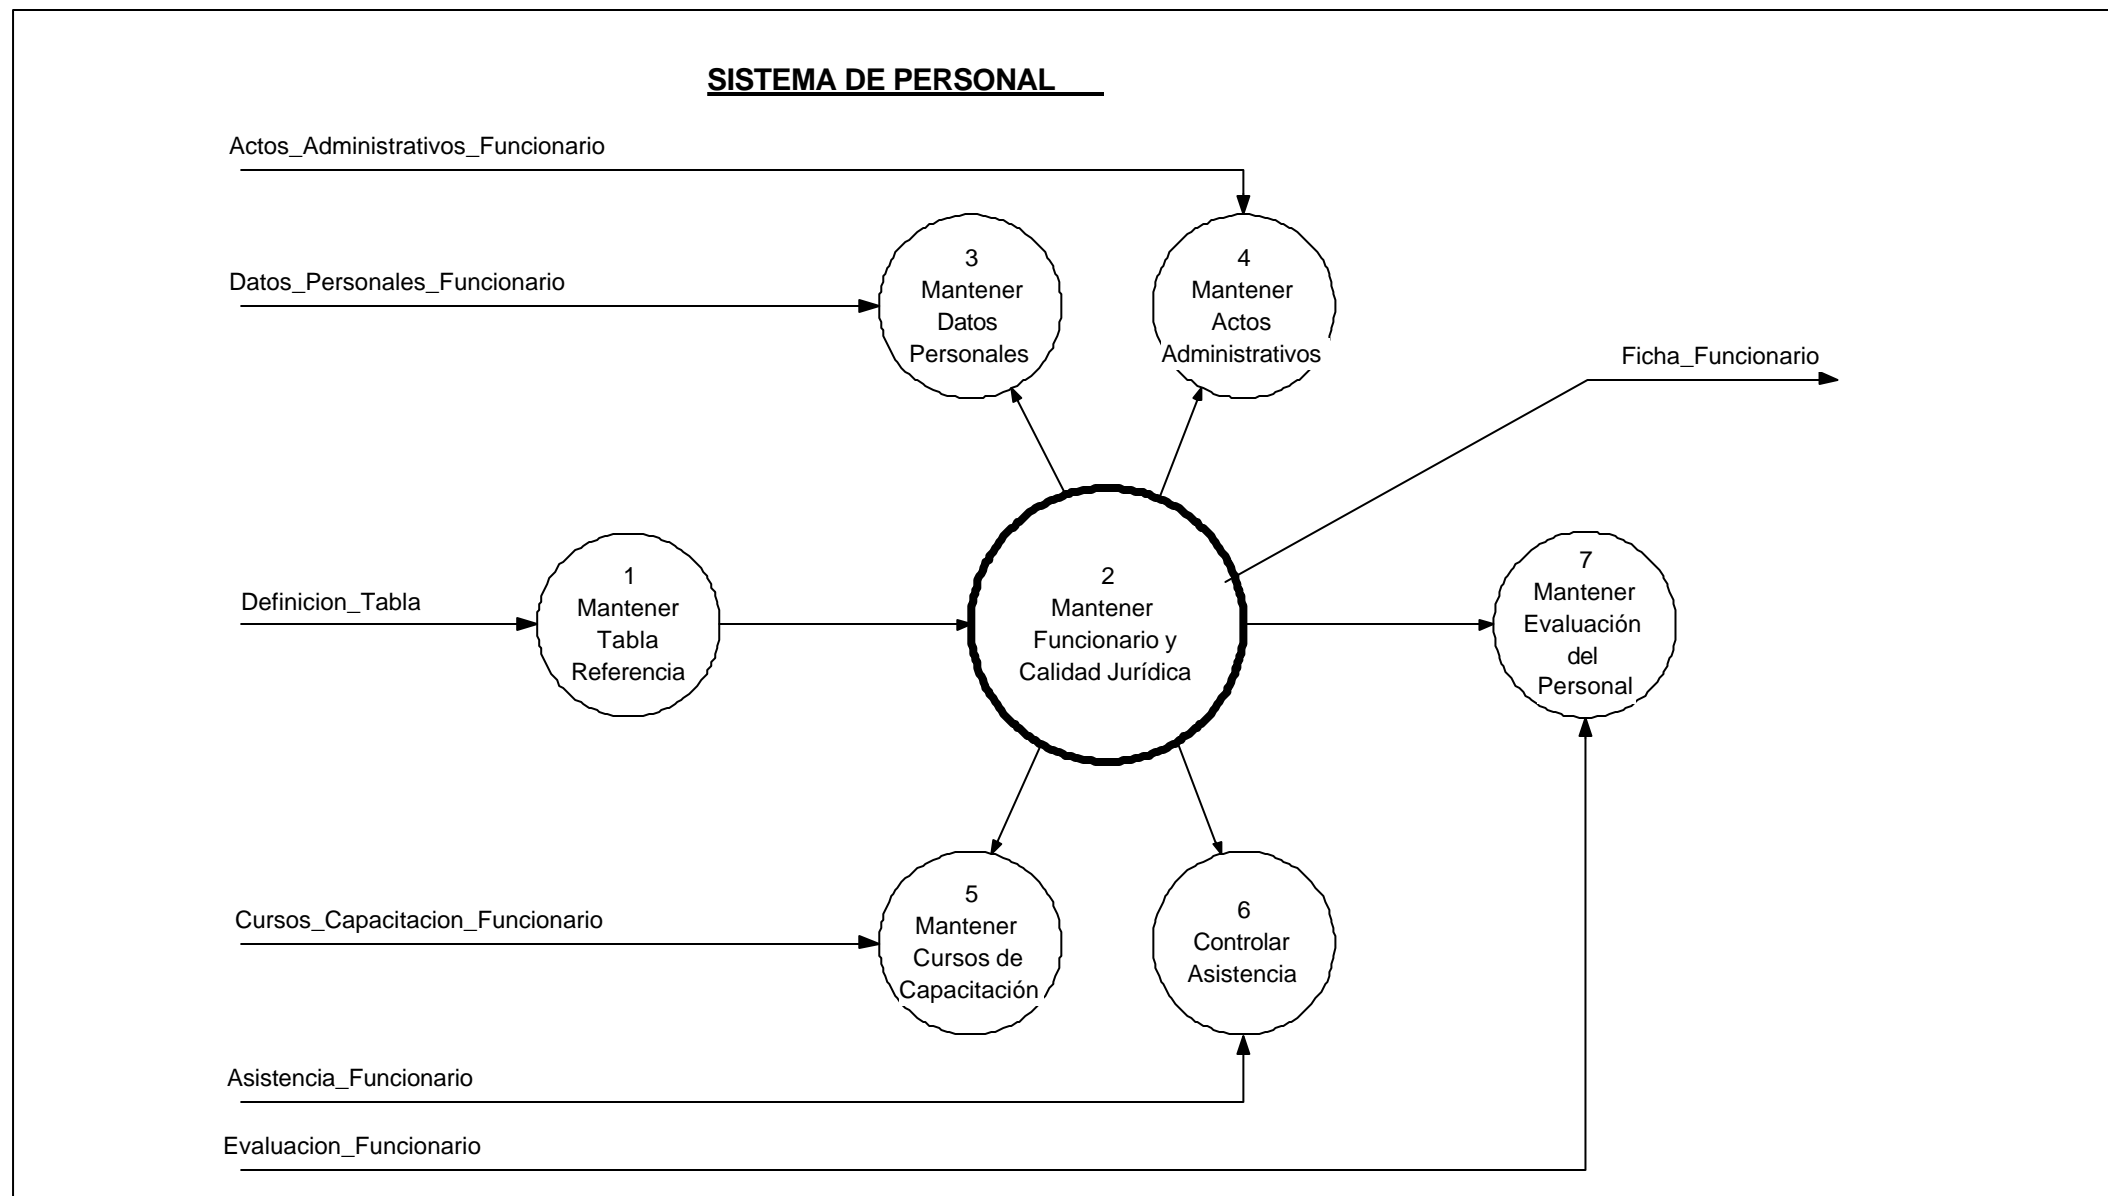 SISTEMA DE PERSONAL
Actos_Administrativos_Funcionario
3
Mantener
Datos
Personales
4
Mantener
Actos
Administrativos
Datos_Personales_Funcionario
Ficha_Funcionario
Definicion_Tabla
1
Mantener
Tabla
Referencia
2
Mantener
Funcionario y
Calidad Jurídica
7
Mantener
Evaluación
del
Personal
Cursos_Capacitacion_Funcionario
5
Mantener
Cursos de
Capacitación
6
Controlar
Asistencia
Asistencia_Funcionario
Evaluacion_Funcionario